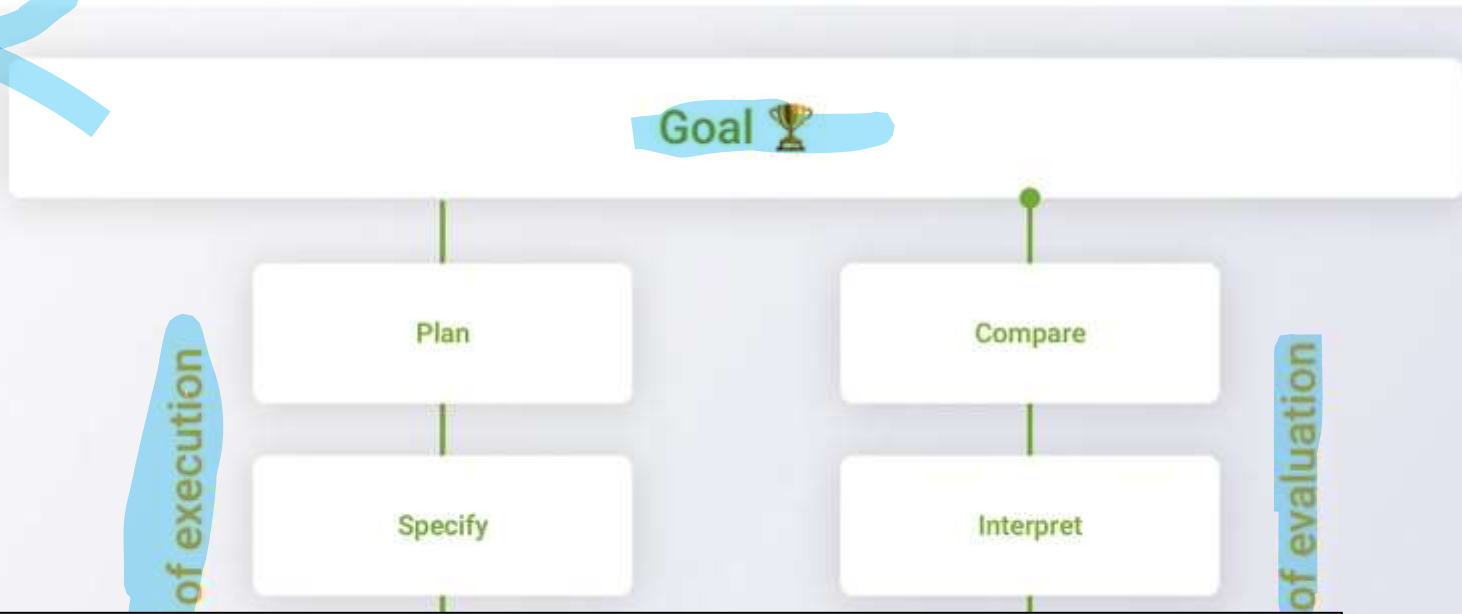 Goal 🏆
Plan
Compare
of execution
of evaluation
Specify
Interpret